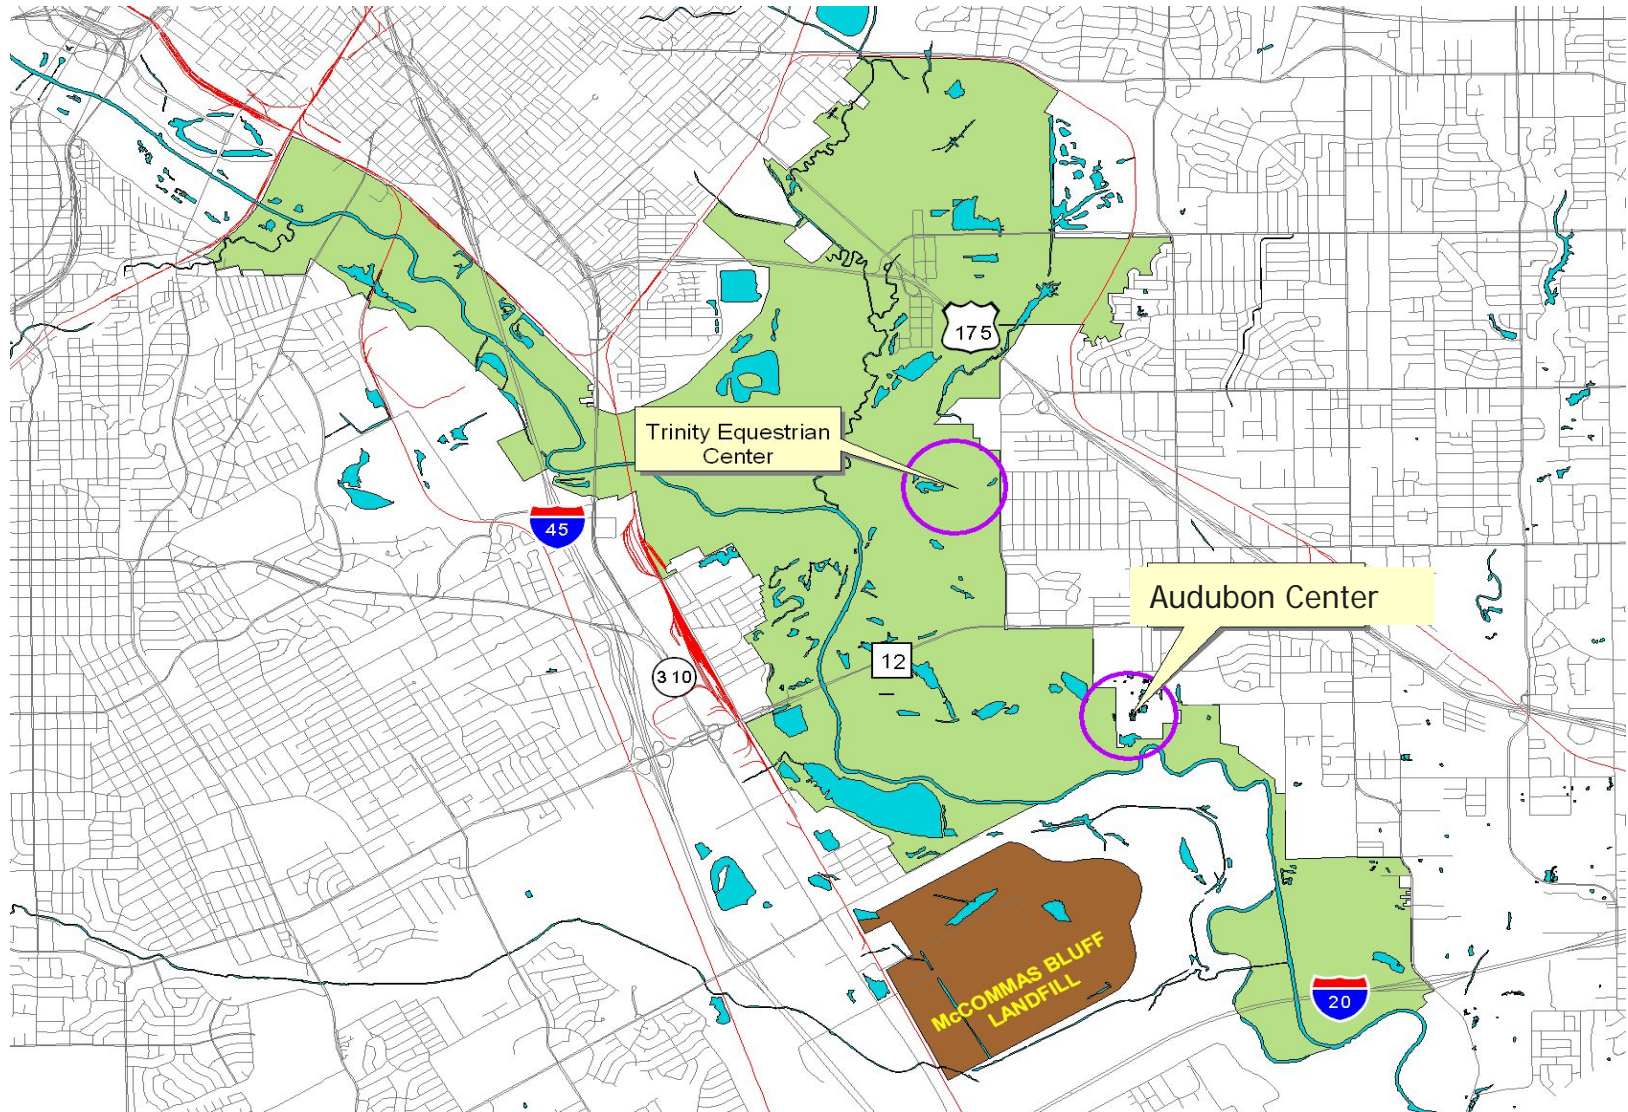 175
Trinity Equestrian
Center
45
Audubon Center
12
310
McCOMMAS BLUFF
LANDFILL
20